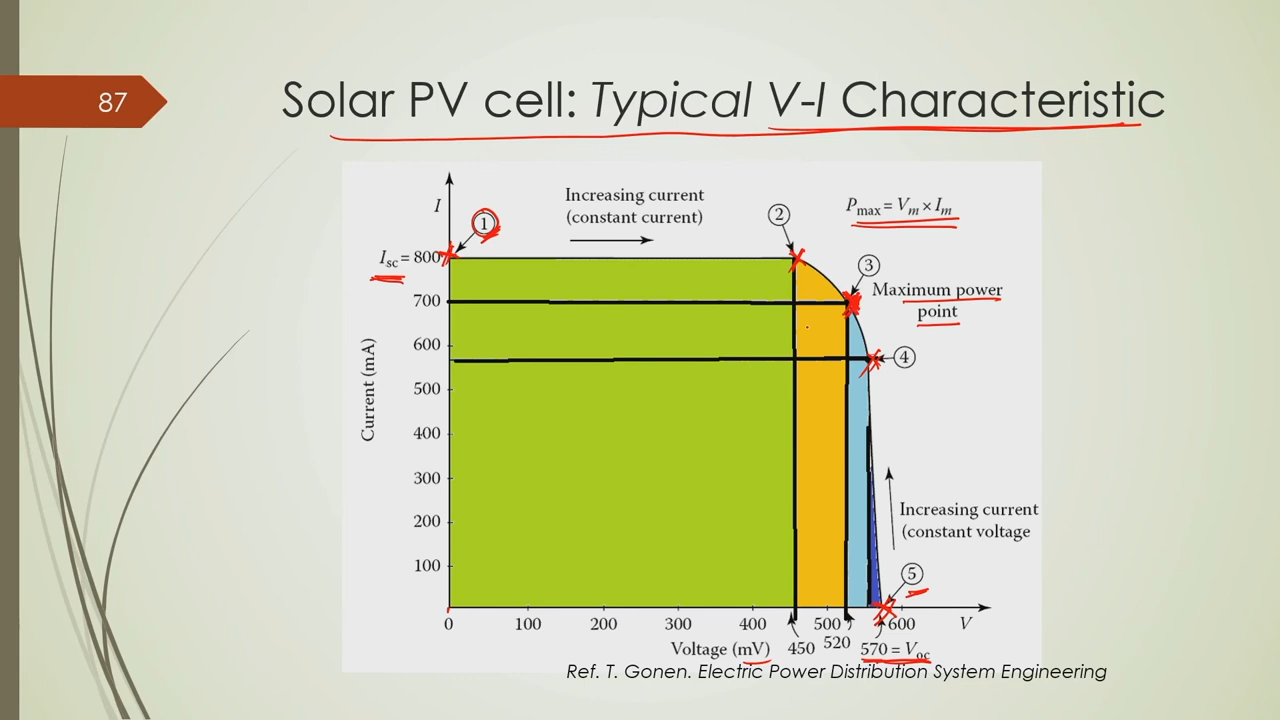 87
Solar PV cell: Typical V-I Characteristic
I
Increasing current
(constant current)
1
2
Pmax = Vm × Im
Isc = 800
3
Maximum power
point
700
600
4
500
Current (mA)
400
300
Increasing current
(constant voltage
200
100
5
0 100 200 300 400 500 600 V
Voltage (mV) 450 520 570 = Voc
Ref. T. Gonen. Electric Power Distribution System Engineering